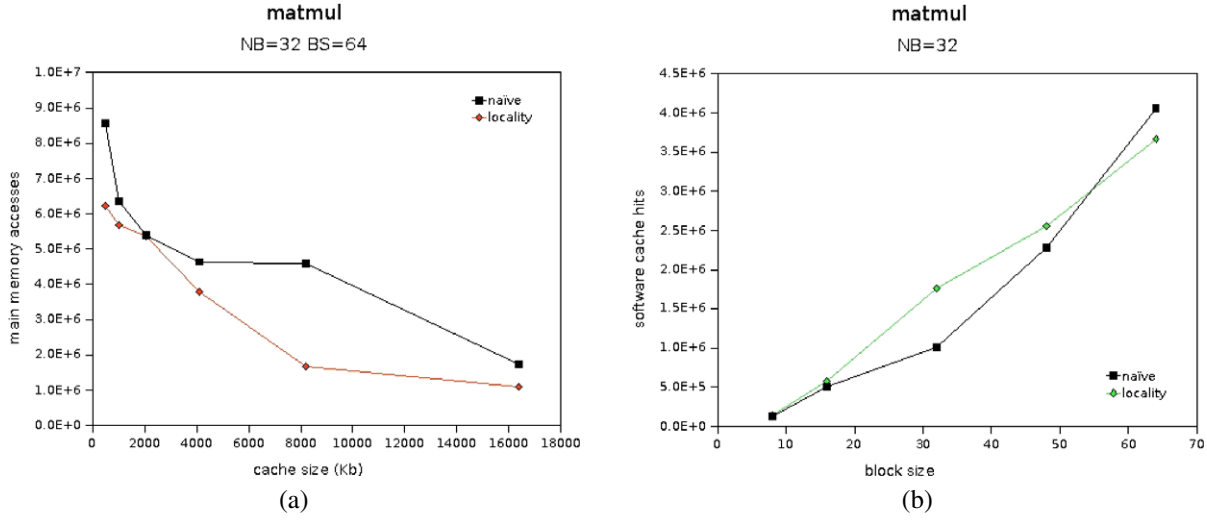 matmul
NB=32 BS=64
1.0E+7
9.0E+6
8.0E+6
7.0E+6
6.0E+6
5.0E+6
4.0E+6
3.0E+6
2.0E+6
1.0E+6
0.0E+0
main memory accesses
naïve
locality
0 2000 4000 6000 8000 10000 12000 14000 16000 18000
cache size (Kb)
(a)
matmul
NB=32
4.5E+6
4.0E+6
3.5E+6
3.0E+6
2.5E+6
2.0E+6
1.5E+6
1.0E+6
5.0E+5
0.0E+0
software cache hits
naïve
locality
0 10 20 30 40 50 60 70
block size
(b)